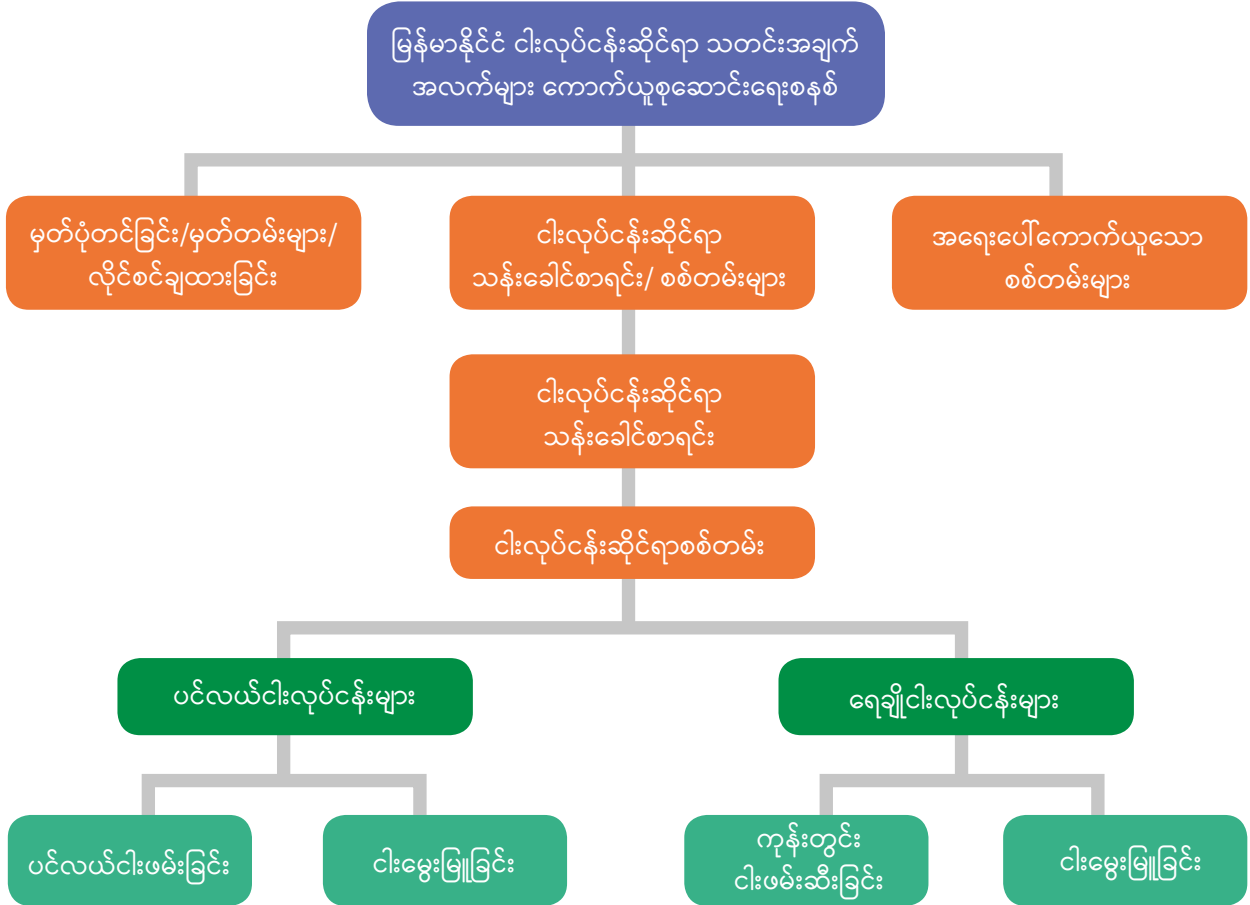 မြန်မာနိုင်ငံ ငါးလုပ်ငန်းဆိုင်ရာ သတင်းအချက်
အလက်များ ကောက်ယူစုဆောင်းရေးစနစ်
မှတ်ပုံတင်ခြင်း/မှတ်တမ်းများ/
လိုင်စင်ချထားခြင်း
ငါးလုပ်ငန်းဆိုင်ရာ
သန်းခေါင်စာရင်း/ စစ်တမ်းများ
အရေးပေါ်ကောက်ယူသော
စစ်တမ်းများ
ငါးလုပ်ငန်းဆိုင်ရာ
သန်းခေါင်စာရင်း
ငါးလုပ်ငန်းဆိုင်ရာစစ်တမ်း
ပင်လယ်ငါးလုပ်ငန်းများ
ရေချိုငါးလုပ်ငန်းများ
ပင်လယ်ငါးဖမ်းခြင်း
ငါးမွေးမြူခြင်း
ကုန်းတွင်း
ငါးဖမ်းဆီးခြင်း
ငါးမွေးမြူခြင်း